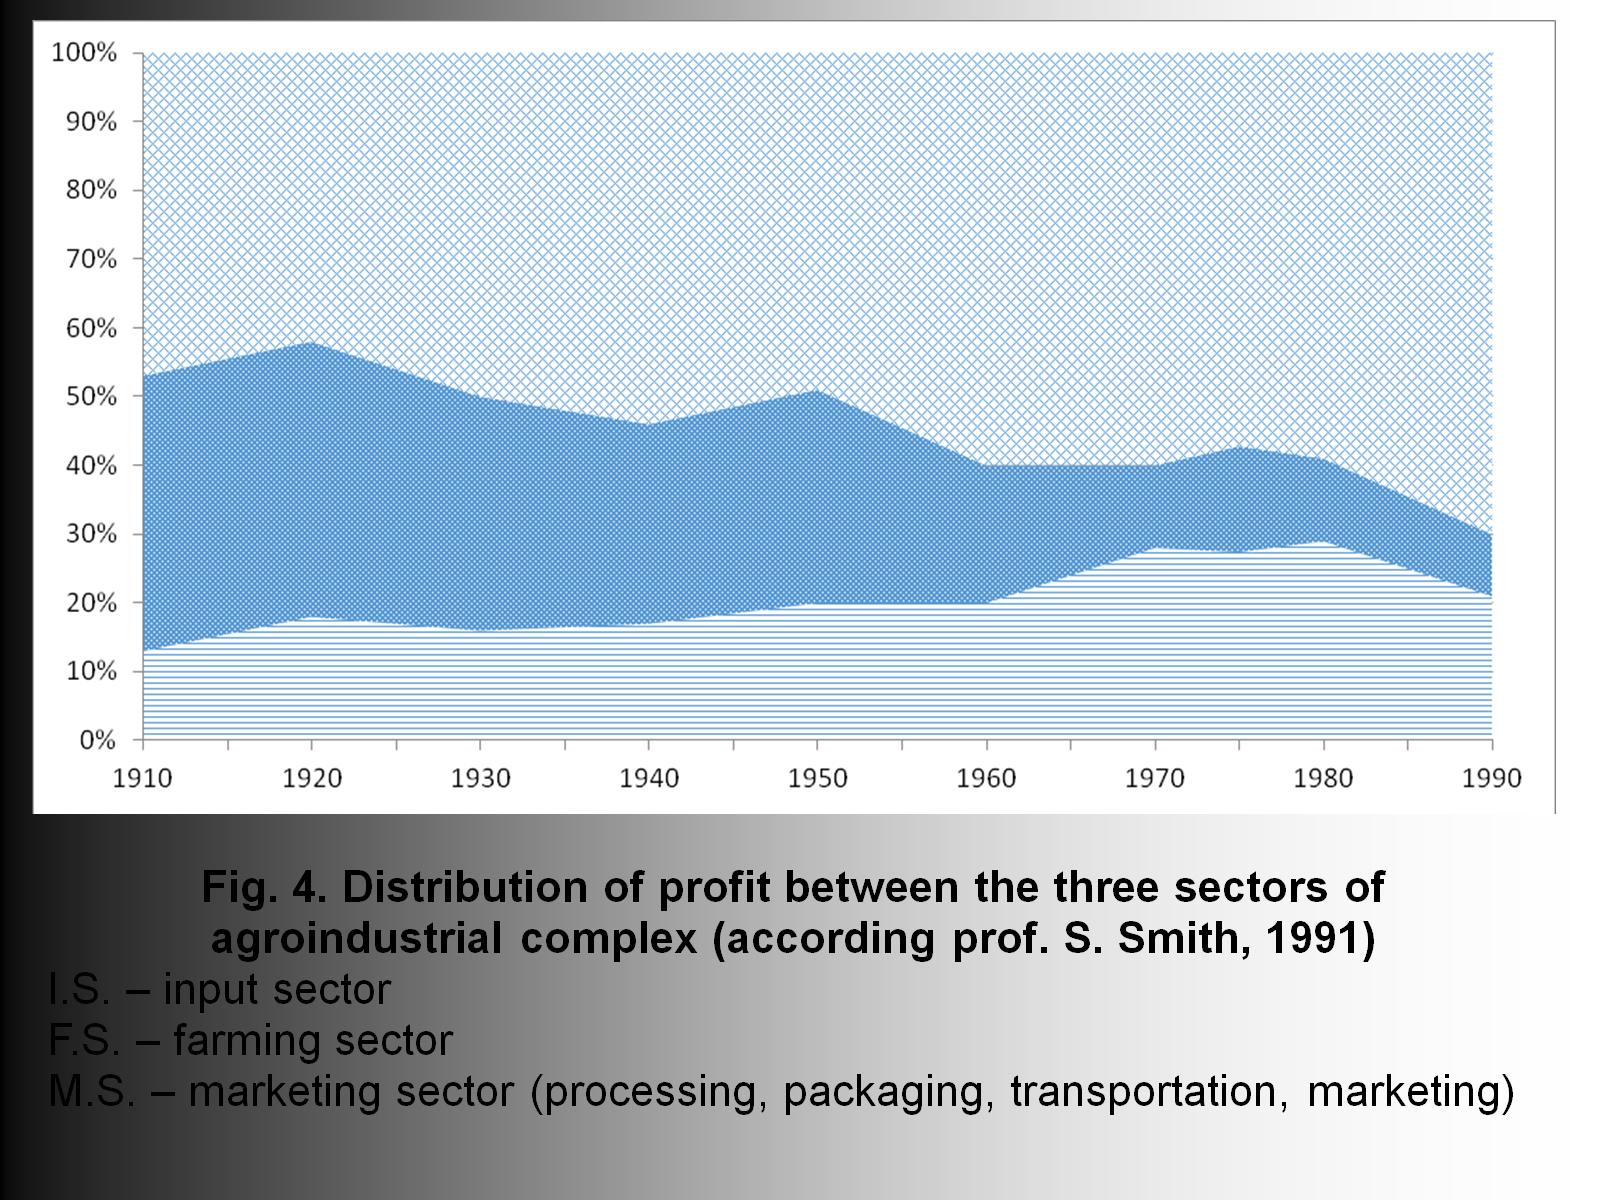 100%
90%
80%
70%
60%
50%
40%
30%
20%
10%
0%
1910 1920 1930 1940 1950 1960 1970 1980 1990
Fig. 4. Distribution of profit between the three sectors of
agroindustrial complex (according prof. S. Smith, 1991)
I.S. – input sector
F.S. – farming sector
M.S. – marketing sector (processing, packaging, transportation, marketing)